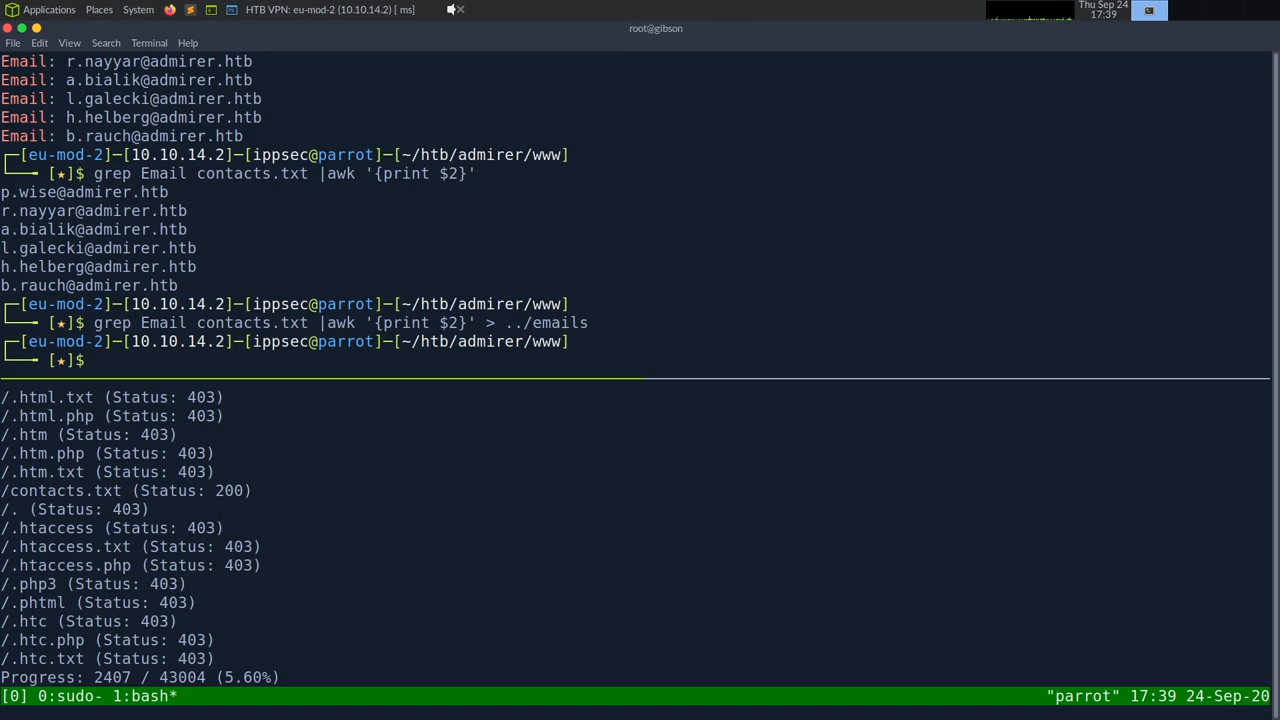 Applications Places System HTB VPN: eu-mod-2 (10.10.14.2) [ ms] Thu Sep 24
17:39
root@gibson
File Edit View Search Terminal Help
Email: r.nayyar@admirer.htb
Email: a.bialik@admirer.htb
Email: l.galecki@admirer.htb
Email: h.helberg@admirer.htb
Email: b.rauch@admirer.htb
┌─[eu-mod-2]─[10.10.14.2]─[ippsec@parrot]─[~/htb/admirer/www]
└──╼ [★]$ grep Email contacts.txt |awk '{print $2}'
p.wise@admirer.htb
r.nayyar@admirer.htb
a.bialik@admirer.htb
l.galecki@admirer.htb
h.helberg@admirer.htb
b.rauch@admirer.htb
┌─[eu-mod-2]─[10.10.14.2]─[ippsec@parrot]─[~/htb/admirer/www]
└──╼ [★]$ grep Email contacts.txt |awk '{print $2}' > ../emails
┌─[eu-mod-2]─[10.10.14.2]─[ippsec@parrot]─[~/htb/admirer/www]
└──╼ [★]$
/.html.txt (Status: 403)
/.html.php (Status: 403)
/.htm (Status: 403)
/.htm.php (Status: 403)
/.htm.txt (Status: 403)
/contacts.txt (Status: 200)
/. (Status: 403)
/.htaccess (Status: 403)
/.htaccess.txt (Status: 403)
/.htaccess.php (Status: 403)
/.php3 (Status: 403)
/.phtml (Status: 403)
/.htc (Status: 403)
/.htc.php (Status: 403)
/.htc.txt (Status: 403)
Progress: 2407 / 43004 (5.60%)
[0] 0:sudo- 1:bash* "parrot" 17:39 24-Sep-20